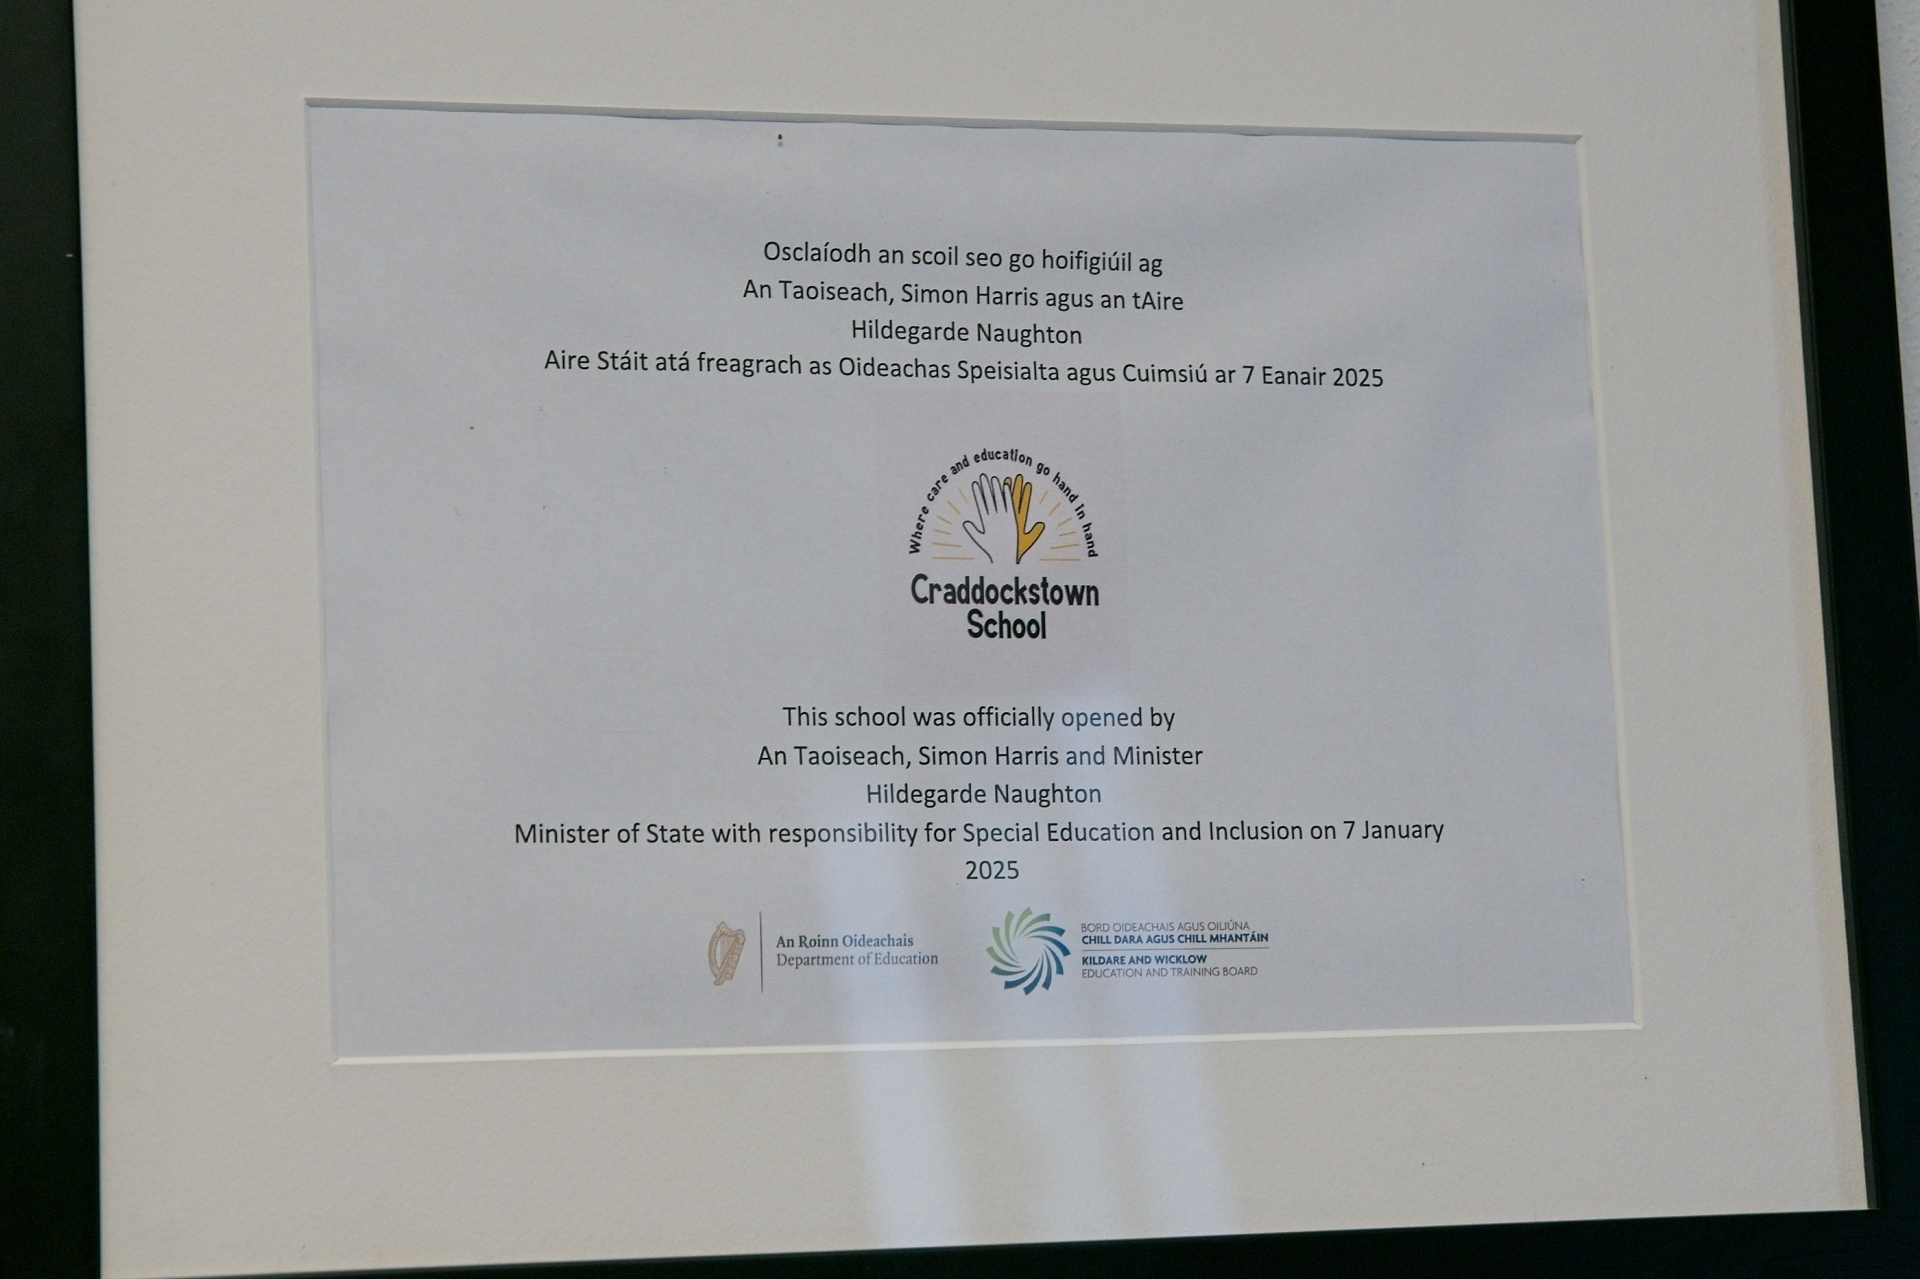 Osclaíodh an scoil seo go hoifigiúil ag
An Taoiseach, Simon Harris agus an tAire
Hildegarde Naughton
Aire Stáit atá freagrach as Oideachas Speisialta agus Cuimsiú ar 7 Eanair 2025
Where care and education go hand in hand
Craddockstown
School
This school was officially opened by
An Taoiseach, Simon Harris and Minister
Hildegarde Naughton
Minister of State with responsibility for Special Education and Inclusion on 7 January
2025
An Roinn Oideachais
Department of Education
BORD OIDEACHAIS AGUS OILIÚNA
CHILL DARA AGUS CHILL MHANTÁIN
KILDARE AND WICKLOW
EDUCATION AND TRAINING BOARD